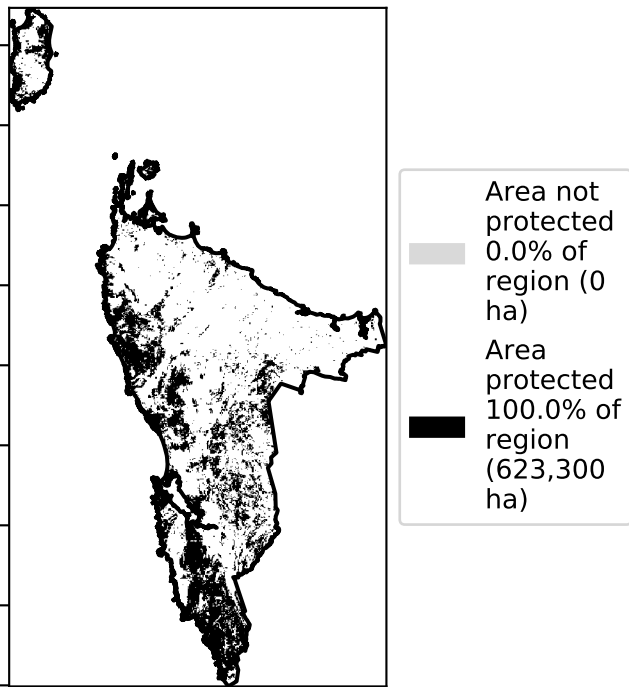 Area not
protected
0.0% of
region (0
ha)
Area
protected
100.0% of
region
(623,300
ha)